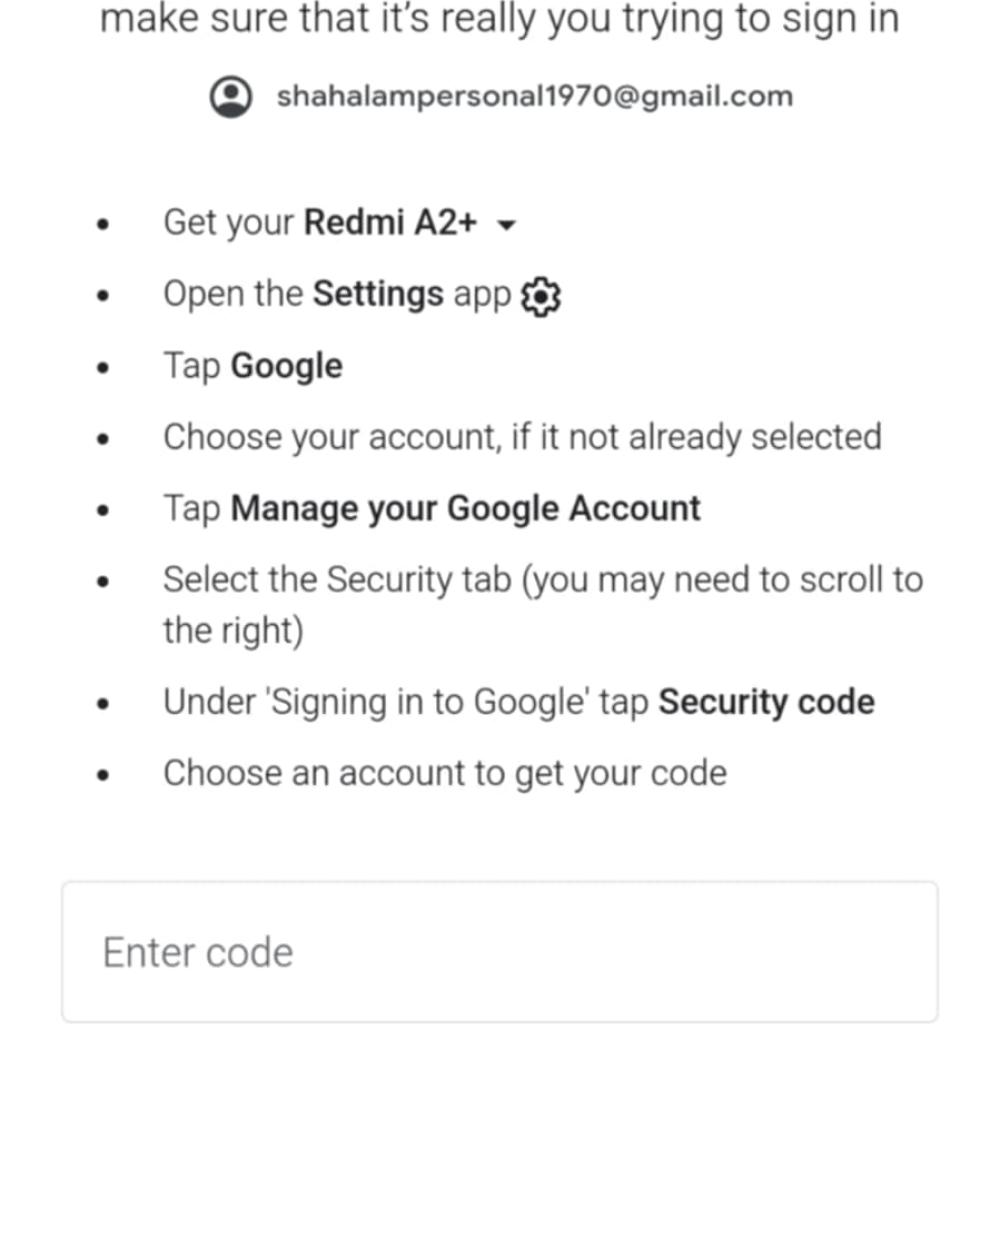 make sure that it’s really you trying to sign in
shahalampersonal1970@gmail.com
• Get your Redmi A2+
• Open the Settings app
• Tap Google
• Choose your account, if it not already selected
• Tap Manage your Google Account
• Select the Security tab (you may need to scroll to
the right)
• Under 'Signing in to Google' tap Security code
• Choose an account to get your code
Enter code